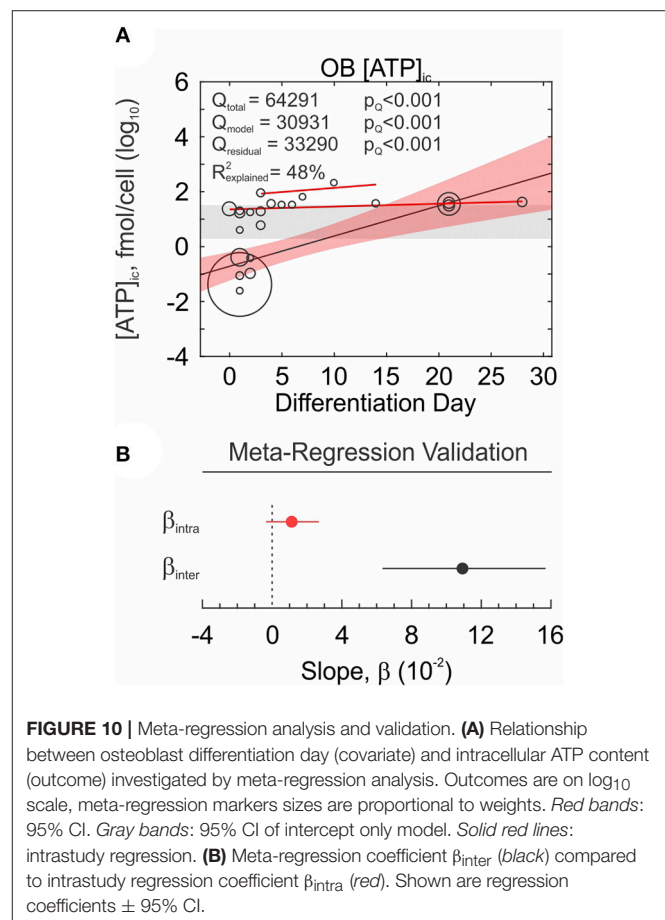 A
OB [ATP]ic
Qtotal = 64291 pQ<0.001
Qmodel = 30931 pQ<0.001
Qresidual = 33290 pQ<0.001
R²explained = 48%
[ATP]ic, fmol/cell (log10)
6
4
2
0
-2
-4
0 5 10 15 20 25 30
Differentiation Day
B
Meta-Regression Validation
βintra
βinter
-4 0 4 8 12 16
Slope, β (10⁻²)
FIGURE 10 | Meta-regression analysis and validation. (A) Relationship
between osteoblast differentiation day (covariate) and intracellular ATP content
(outcome) investigated by meta-regression analysis. Outcomes are on log10
scale, meta-regression markers sizes are proportional to weights. Red bands:
95% CI. Gray bands: 95% CI of intercept only model. Solid red lines:
intrastudy regression. (B) Meta-regression coefficient βinter (black) compared
to intrastudy regression coefficient βintra (red). Shown are regression
coefficients ± 95% CI.